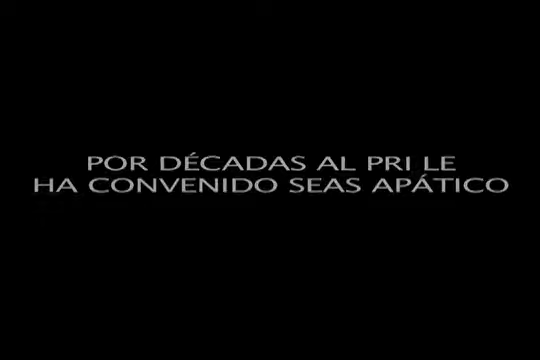 POR DÉCADAS AL PRI LE
HA CONVENIDO SEAS APÁTICO